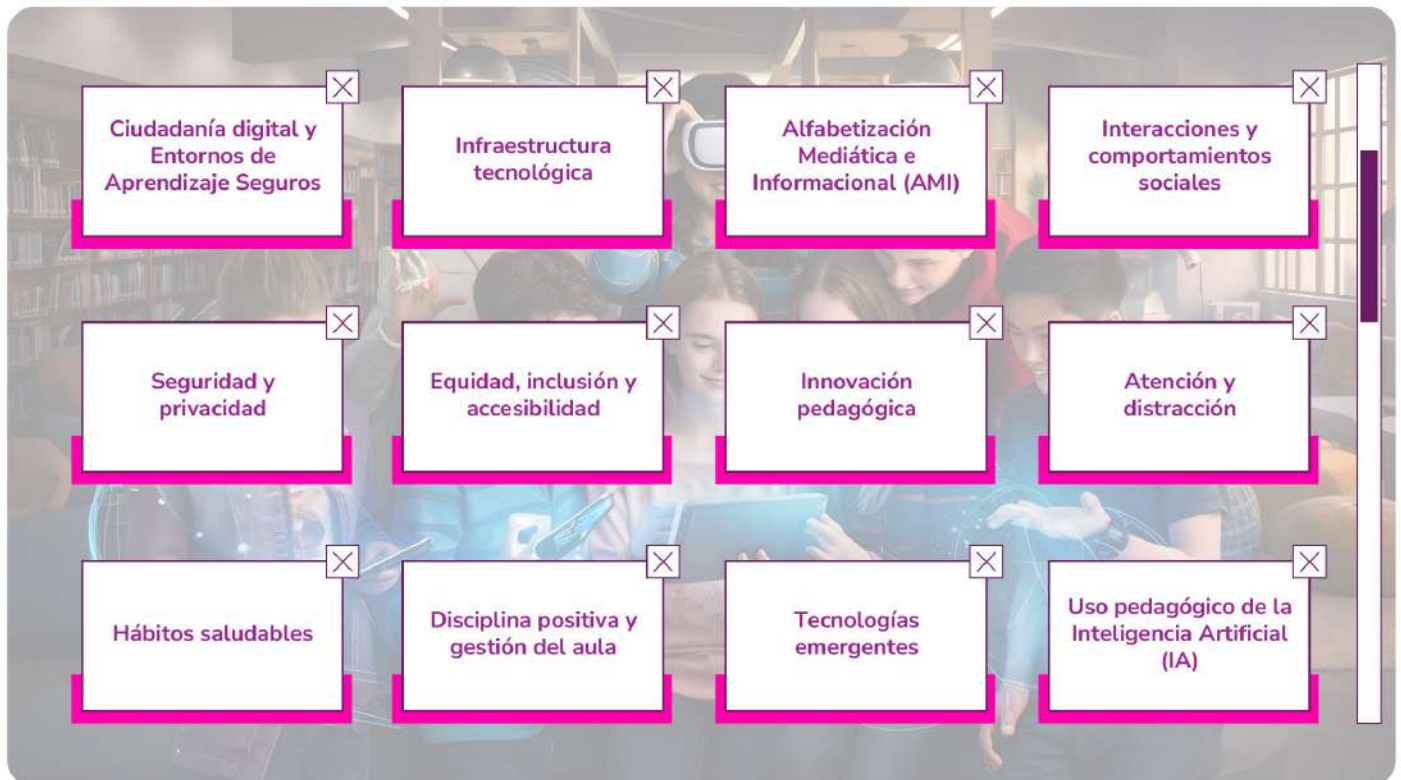 Ciudadanía digital y
Entornos de
Aprendizaje Seguros
Infraestructura
tecnológica
Alfabetización
Mediática e
Informacional (AMI)
Interacciones y
comportamientos
sociales
Seguridad y
privacidad
Equidad, inclusión y
accesibilidad
Innovación
pedagógica
Atención y
distracción
Hábitos saludables
Disciplina positiva y
gestión del aula
Tecnologías
emergentes
Uso pedagógico de la
Inteligencia Artificial
(IA)